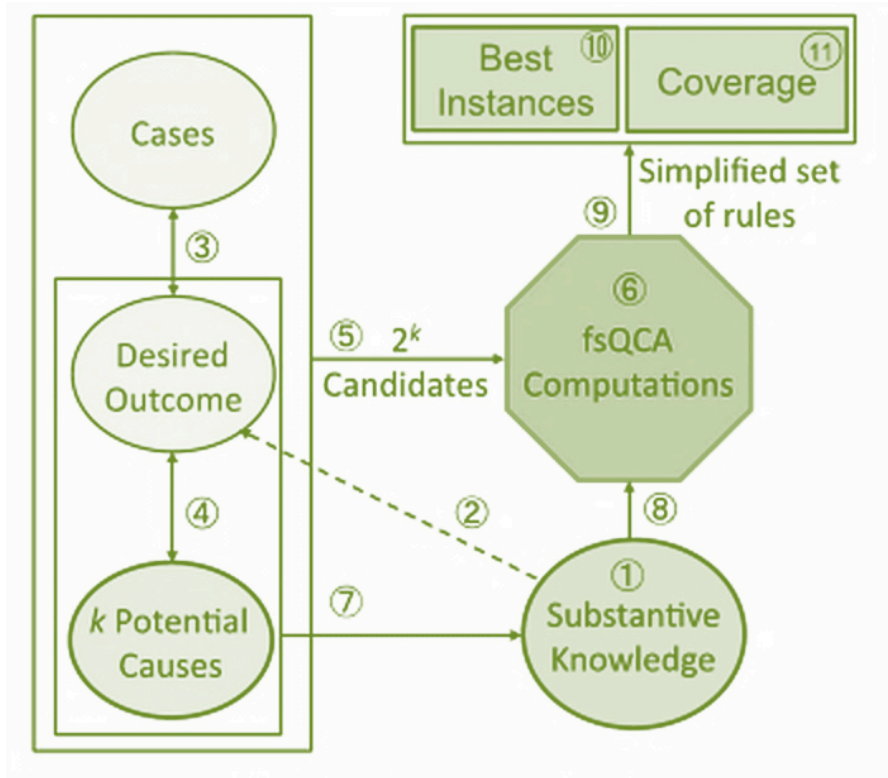 Cases
③
Desired
Outcome
④
k Potential
Causes
⑤ 2ᵏ
Candidates
②
⑦
Best ⑩
Instances
Coverage ⑪
Simplified set
of rules
⑨
⑥
fsQCA
Computations
⑧
①
Substantive
Knowledge